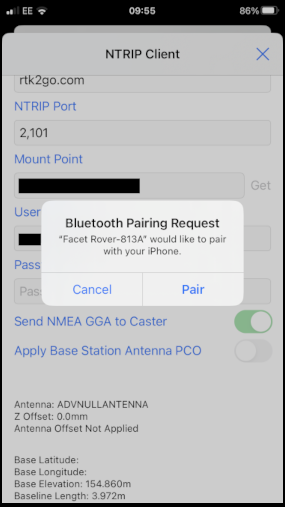 EE 09:55 86%
NTRIP Client
rtk2go.com
NTRIP Port
2,101
Mount Point
Get
User
Bluetooth Pairing Request
“Facet Rover-813A” would like to pair
with your iPhone.
Cancel Pair
Pass
Pas
Send NMEA GGA to Caster
Apply Base Station Antenna PCO
Antenna: ADVNULLANTENNA
Z Offset: 0.0mm
Antenna Offset Not Applied
Base Latitude:
Base Longitude:
Base Elevation: 154.860m
Baseline Length: 3.972m